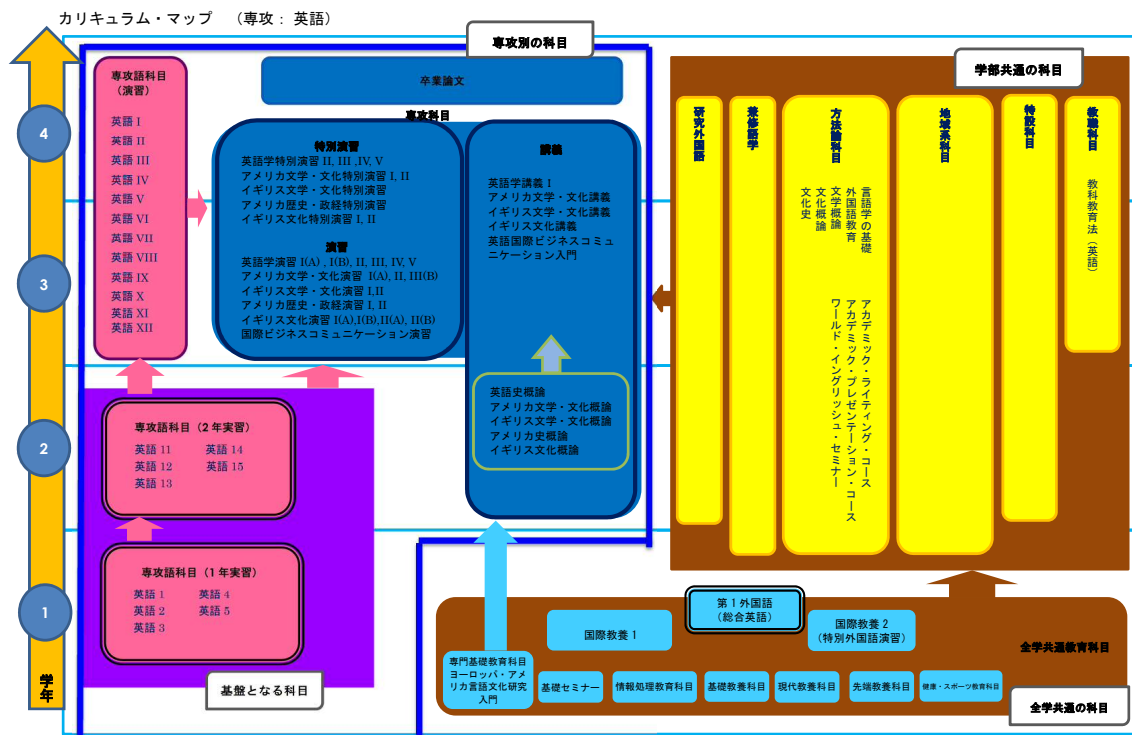 カリキュラム・マップ （専攻： 英語）
専攻別の科目
学部共通の科目
専攻語科目
（演習）
英語 I
英語 II
英語 III
英語 IV
英語 V
英語 VI
英語 VII
英語 VIII
英語 IX
英語 X
英語 XI
英語 XII
卒業論文
専攻科目
特別演習
英語学特別演習 II, III ,IV, V
アメリカ文学・文化特別演習 I, II
イギリス文学・文化特別演習
アメリカ歴史・政経特別演習
イギリス文化特別演習 I, II
演習
英語学演習 I(A) , I(B), II, III, IV, V
アメリカ文学・文化演習 I(A), II, III(B)
イギリス文学・文化演習 I,II
アメリカ歴史・政経演習 I, II
イギリス文化演習 I(A),I(B),II(A), II(B)
国際ビジネスコミュニケーション演習
講義
英語学講義 I
アメリカ文学・文化講義
イギリス文学・文化講義
イギリス文化講義
英語国際ビジネスコミュ
ニケーション入門
英語史概論
アメリカ文学・文化概論
イギリス文学・文化概論
アメリカ史概論
イギリス文化概論
研究外国語
兼修語学
方法論科目
言語学の基礎
外国語教育
文学概論
文化概論
文化史
アカデミック・ライティング・コース
アカデミック・プレゼンテーション・コース
ワールド・イングリッシュ・セミナー
地域系科目
特設科目
教職科目
教科教育法（英語）
4
3
2
1
学年
専攻語科目（2 年実習）
英語 11 英語 14
英語 12 英語 15
英語 13
専攻語科目（1 年実習）
英語 1 英語 4
英語 2 英語 5
英語 3
基盤となる科目
第 1 外国語
（総合英語）
国際教養 1
国際教養 2
（特別外国語演習）
全学共通教育科目
専門基礎教育科目
ヨーロッパ・アメ
リカ言語文化研究
入門
基礎セミナー
情報処理教育科目
基礎教養科目
現代教養科目
先端教養科目
健康・スポーツ教育科目
全学共通の科目